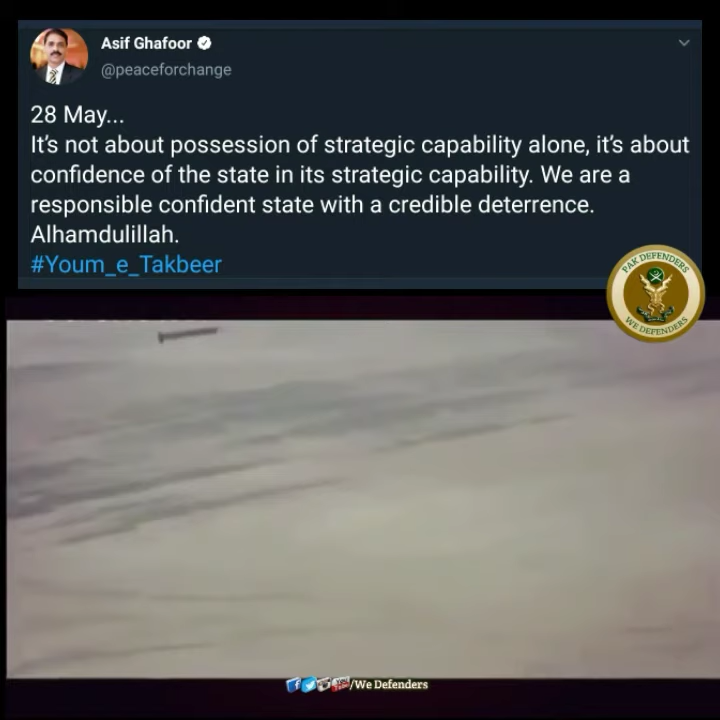 Asif Ghafoor
@peaceforchange
28 May...
It's not about possession of strategic capability alone, it's about
confidence of the state in its strategic capability. We are a
responsible confident state with a credible deterrence.
Alhamdulillah.
#Youm_e_Takbeer
PAK DEFENDERS
WE DEFENDERS
You Tube /We Defenders